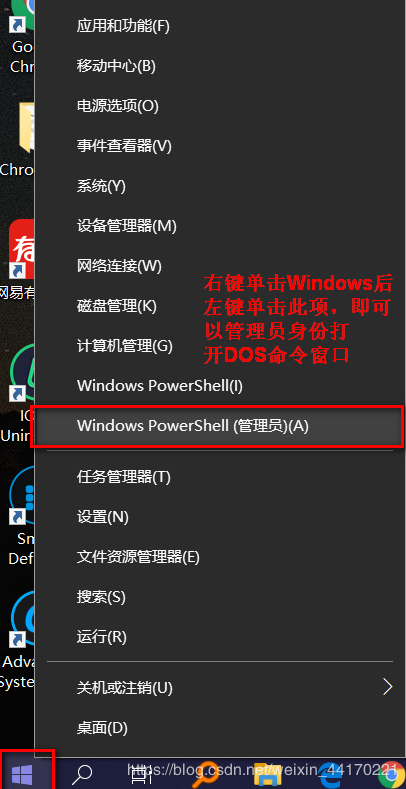 应用和功能(F)
Go
Chr
移动中心(B)
电源选项(O)
事件查看器(V)
Chro
系统(Y)
设备管理器(M)
有
网络连接(W)
网易有
磁盘管理(K)
右键单击Windows后
左键单击此项，即可
以管理员身份打
开DOS命令窗口
计算机管理(G)
Windows PowerShell(I)
IO
Unin
Windows PowerShell (管理员)(A)
任务管理器(T)
设置(N)
Sm
Def
文件资源管理器(E)
搜索(S)
运行(R)
Adva
Syste
关机或注销(U)
桌面(D)
https://blog.csdn.net/weixin_44170221